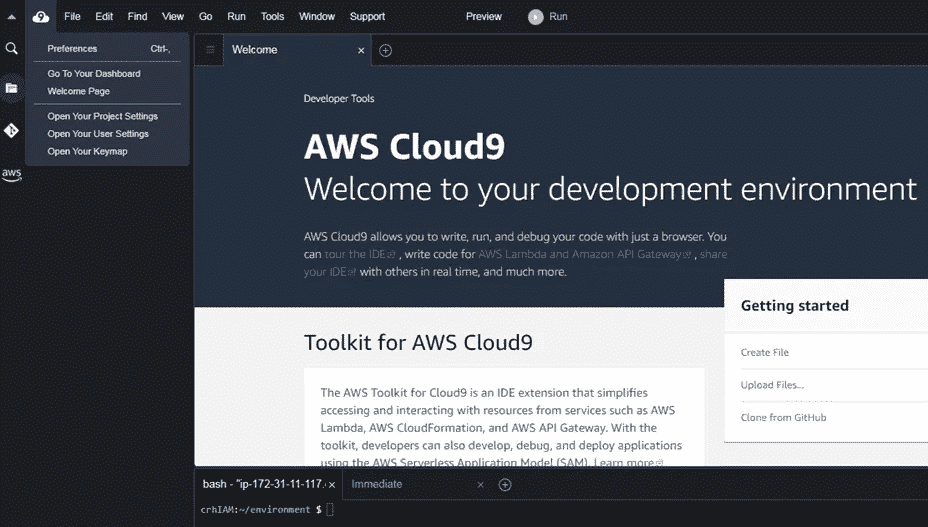 File Edit Find View Go Run Tools Window Support Preview Run
Preferences Ctrl-,
Go To Your Dashboard
Welcome Page
Open Your Project Settings
Open Your User Settings
Open Your Keymap
aws
Welcome
Developer Tools
AWS Cloud9
Welcome to your development environment
AWS Cloud9 allows you to write, run, and debug your code with just a browser. You
can tour the IDE, write code for AWS Lambda and Amazon API Gateway, share
your IDE with others in real time, and much more.
Getting started
Create File
Upload Files...
Clone from GitHub
Toolkit for AWS Cloud9
The AWS Toolkit for Cloud9 is an IDE extension that simplifies
accessing and interacting with resources from services such as AWS
Lambda, AWS CloudFormation, and AWS API Gateway. With the
toolkit, developers can also develop, debug, and deploy applications
using the AWS Serverless Application Model (SAM). Learn more
bash - "ip-172-31-11-117. Immediate
crhIAM:~/environment $